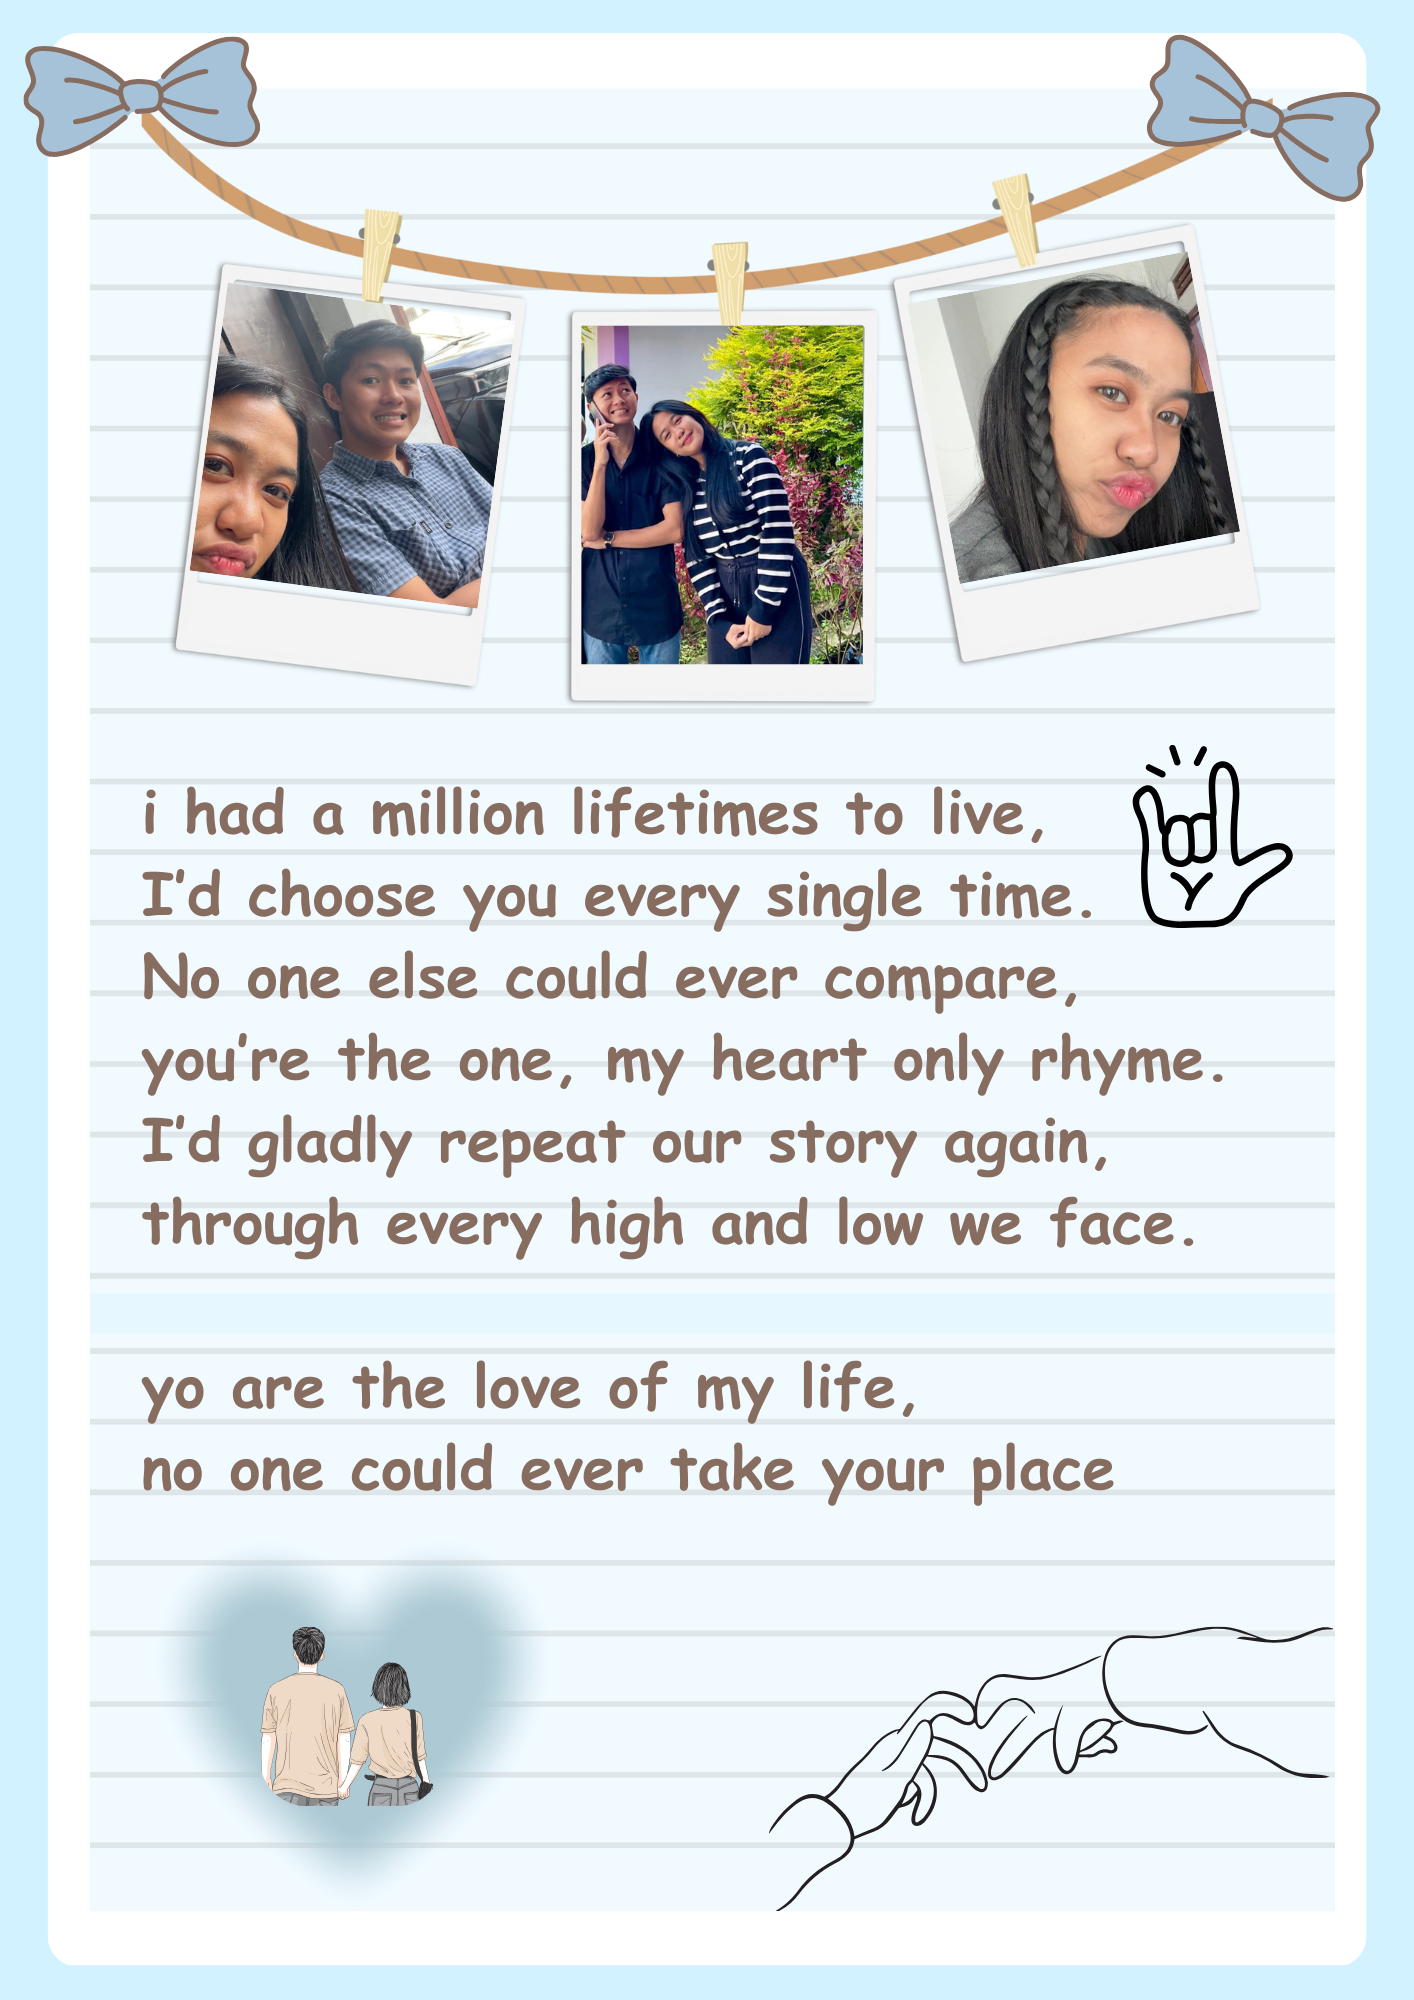 i had a million lifetimes to live,
I'd choose you every single time.
No one else could ever compare,
you're the one, my heart only rhyme.
I'd gladly repeat our story again,
through every high and low we face.
yo are the love of my life,
no one could ever take your place